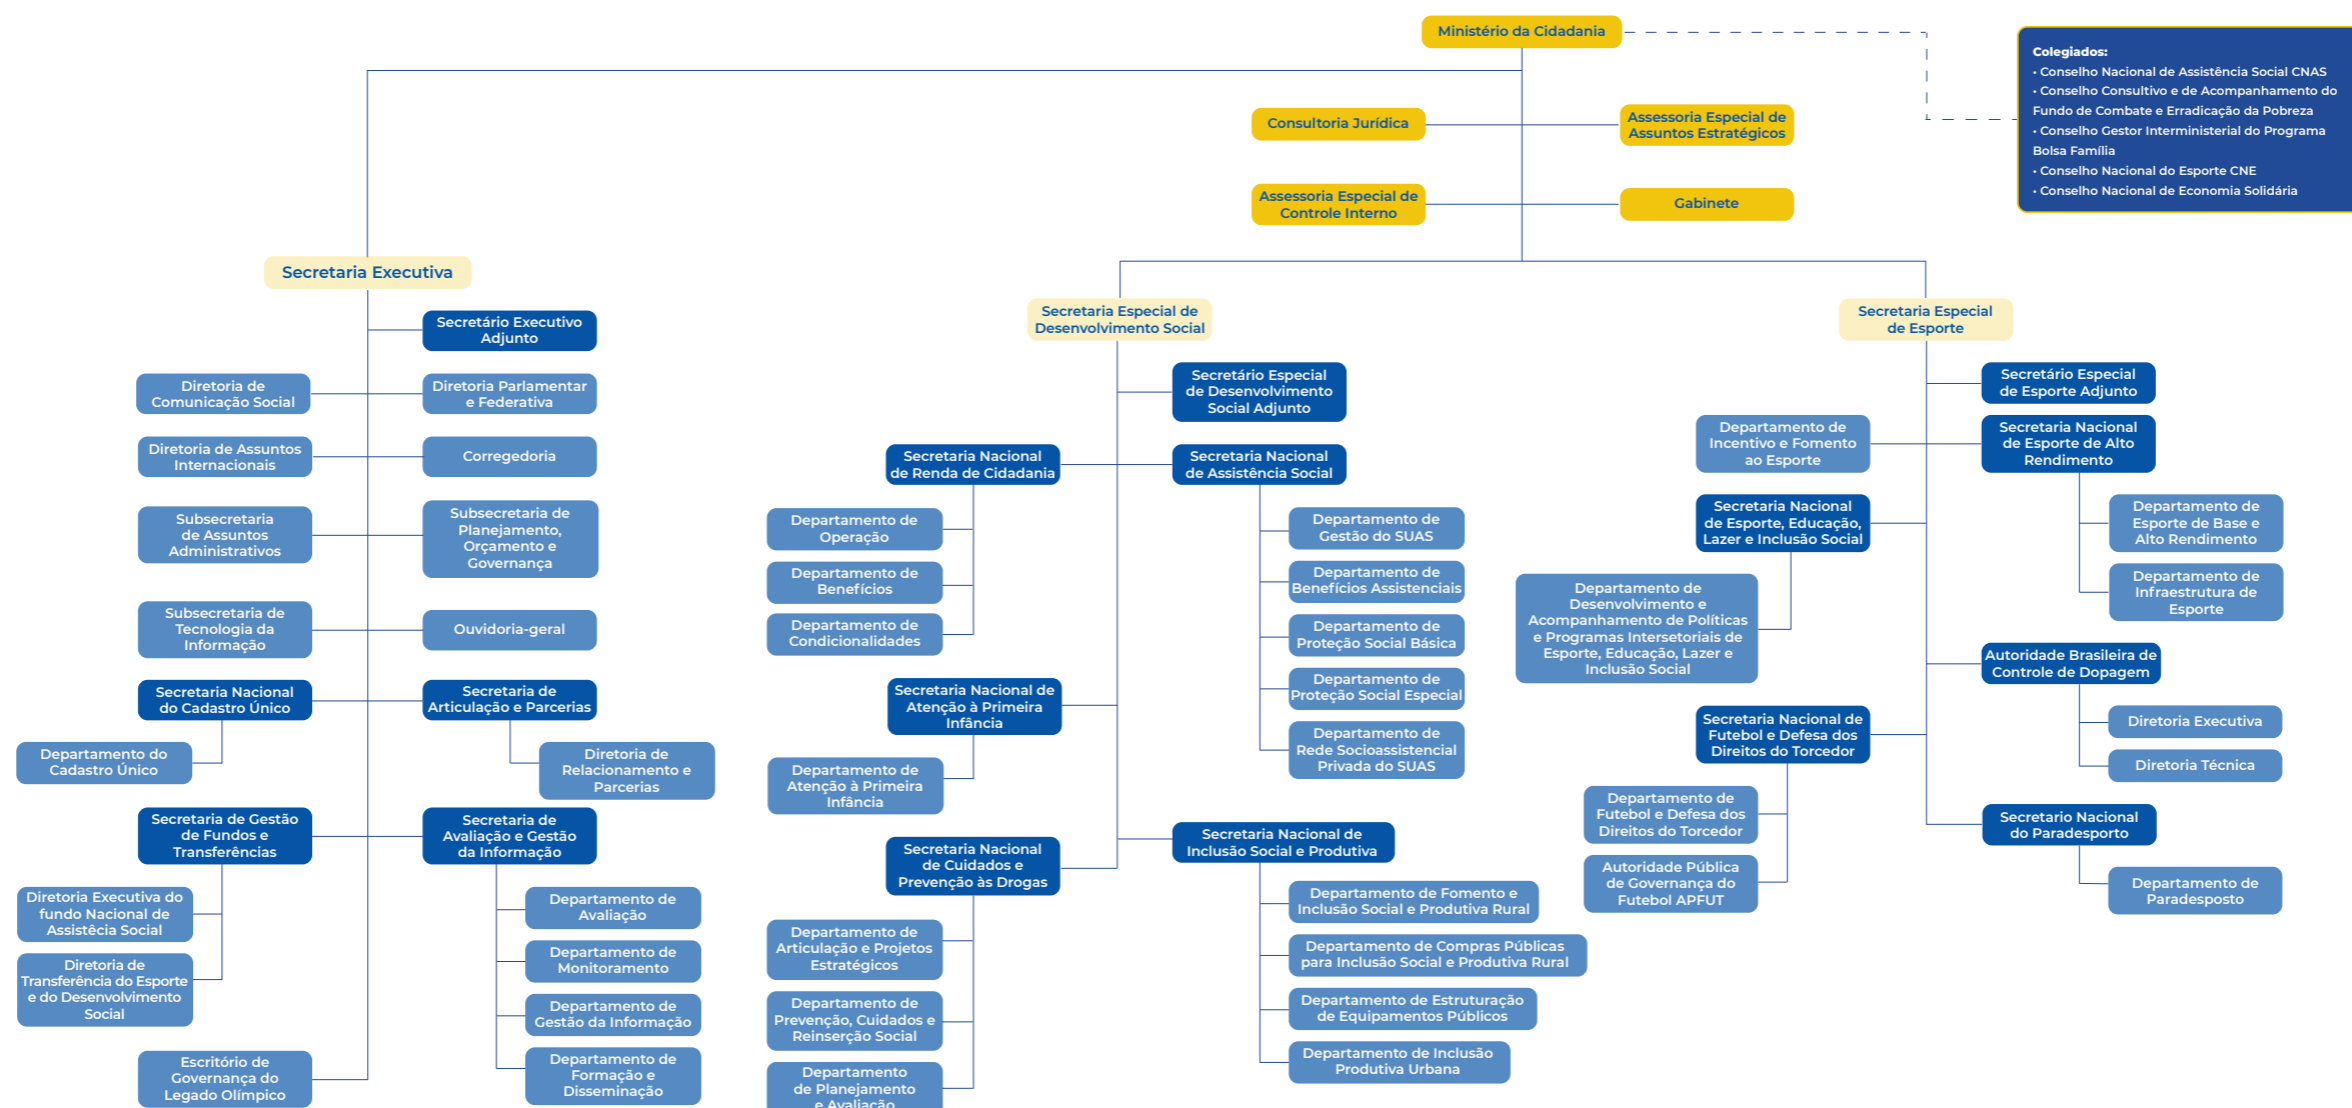 Ministério da Cidadania
Colegiados:
• Conselho Nacional de Assistência Social CNAS
• Conselho Consultivo e de Acompanhamento do
Fundo de Combate e Erradicação da Pobreza
• Conselho Gestor Interministerial do Programa
Bolsa Família
• Conselho Nacional do Esporte CNE
• Conselho Nacional de Economia Solidária
Consultoria Jurídica
Assessoria Especial de
Assuntos Estratégicos
Assessoria Especial de
Controle Interno
Gabinete
Secretaria Executiva
Secretário Executivo
Adjunto
Diretoria de
Comunicação Social
Diretoria Parlamentar
e Federativa
Diretoria de Assuntos
Internacionais
Corregedoria
Subsecretaria
de Assuntos
Administrativos
Subsecretaria de
Planejamento,
Orçamento e
Governança
Subsecretaria de
Tecnologia da
Informação
Ouvidoria-geral
Secretaria Nacional
do Cadastro Único
Secretaria de
Articulação e Parcerias
Departamento do
Cadastro Único
Diretoria de
Relacionamento e
Parcerias
Secretaria de Gestão
de Fundos e
Transferências
Secretaria de
Avaliação e Gestão
da Informação
Diretoria Executiva do
fundo Nacional de
Assistêcia Social
Diretoria de
Transferência do Esporte
e do Desenvolvimento
Social
Departamento de
Avaliação
Departamento de
Monitoramento
Departamento de
Gestão da Informação
Departamento de
Formação e
Disseminação
Escritório de
Governança do
Legado Olímpico
Secretaria Especial de
Desenvolvimento Social
Secretário Especial
de Desenvolvimento
Social Adjunto
Secretaria Nacional
de Renda de Cidadania
Secretaria Nacional
de Assistência Social
Departamento de
Operação
Departamento de
Benefícios
Departamento de
Condicionalidades
Departamento de
Gestão do SUAS
Departamento de
Benefícios Assistenciais
Departamento de
Proteção Social Básica
Departamento de
Proteção Social Especial
Departamento de
Rede Socioassistencial
Privada do SUAS
Secretaria Nacional de
Atenção à Primeira
Infância
Departamento de
Atenção à Primeira
Infância
Secretaria Nacional
de Cuidados e
Prevenção às Drogas
Secretaria Nacional de
Inclusão Social e Produtiva
Departamento de
Articulação e Projetos
Estratégicos
Departamento de
Prevenção, Cuidados e
Reinserção Social
Departamento
de Planejamento
e Avaliação
Departamento de Fomento e
Inclusão Social e Produtiva Rural
Departamento de Compras Públicas
para Inclusão Social e Produtiva Rural
Departamento de Estruturação
de Equipamentos Públicos
Departamento de Inclusão
Produtiva Urbana
Secretaria Especial
de Esporte
Secretário Especial
de Esporte Adjunto
Departamento de
Incentivo e Fomento
ao Esporte
Secretaria Nacional
de Esporte de Alto
Rendimento
Secretaria Nacional
de Esporte, Educação,
Lazer e Inclusão Social
Departamento de
Esporte de Base e
Alto Rendimento
Departamento de
Infraestrutura de
Esporte
Departamento de
Desenvolvimento e
Acompanhamento de Políticas
e Programas Intersetoriais de
Esporte, Educação, Lazer e
Inclusão Social
Autoridade Brasileira de
Controle de Dopagem
Diretoria Executiva
Diretoria Técnica
Secretaria Nacional de
Futebol e Defesa dos
Direitos do Torcedor
Departamento de
Futebol e Defesa dos
Direitos do Torcedor
Autoridade Pública
de Governança do
Futebol APFUT
Secretario Nacional
do Paradesporto
Departamento de
Paradesposto